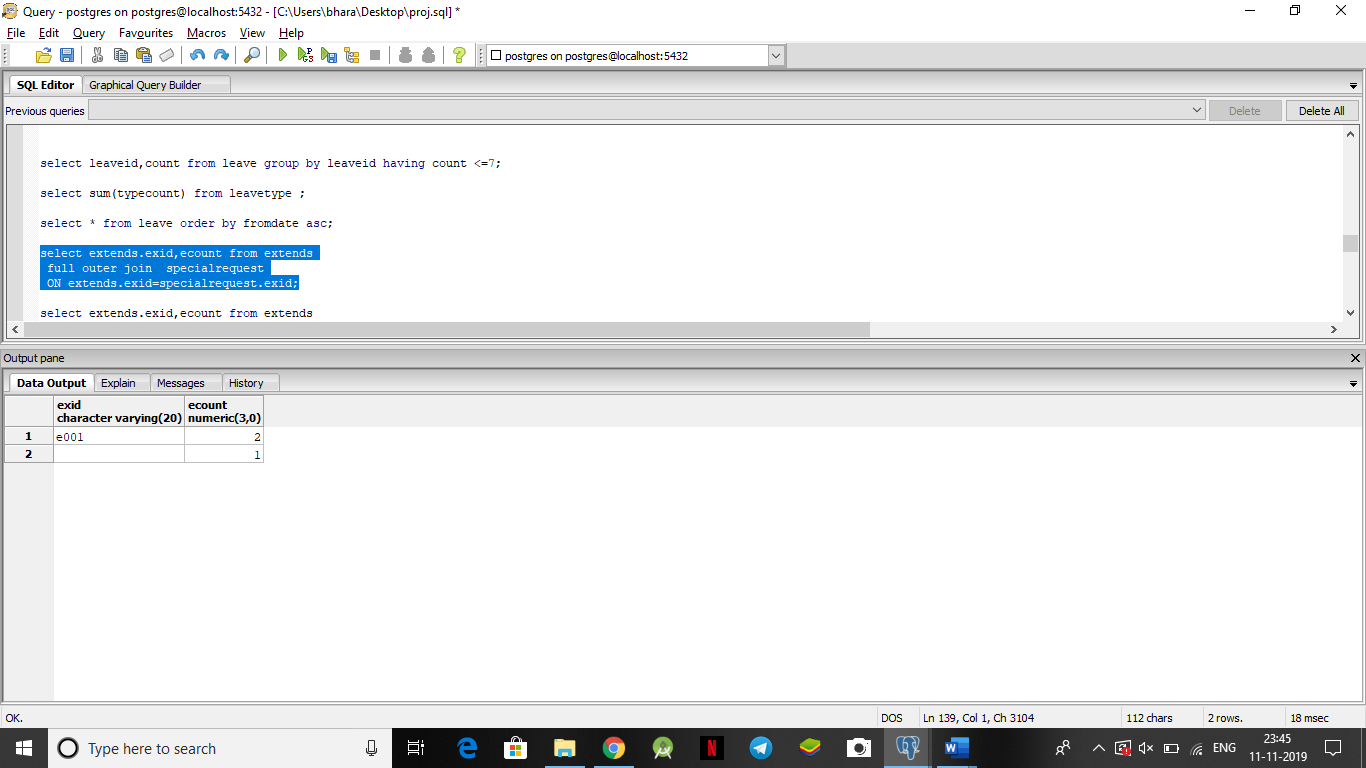 Query - postgres on postgres@localhost:5432 - [C:\Users\bhara\Desktop\proj.sql] *
File Edit Query Favourites Macros View Help
postgres on postgres@localhost:5432
SQL Editor Graphical Query Builder
Previous queries Delete Delete All
select leaveid,count from leave group by leaveid having count <=7;
select sum(typecount) from leavetype ;
select * from leave order by fromdate asc;
select extends.exid,ecount from extends
full outer join specialrequest
ON extends.exid=specialrequest.exid;
select extends.exid,ecount from extends
Output pane
Data Output Explain Messages History
exid ecount
character varying(20) numeric(3,0)
1 e001 2
2 1
OK. DOS Ln 139, Col 1, Ch 3104 112 chars 2 rows. 18 msec
Type here to search ENG 23:45
11-11-2019